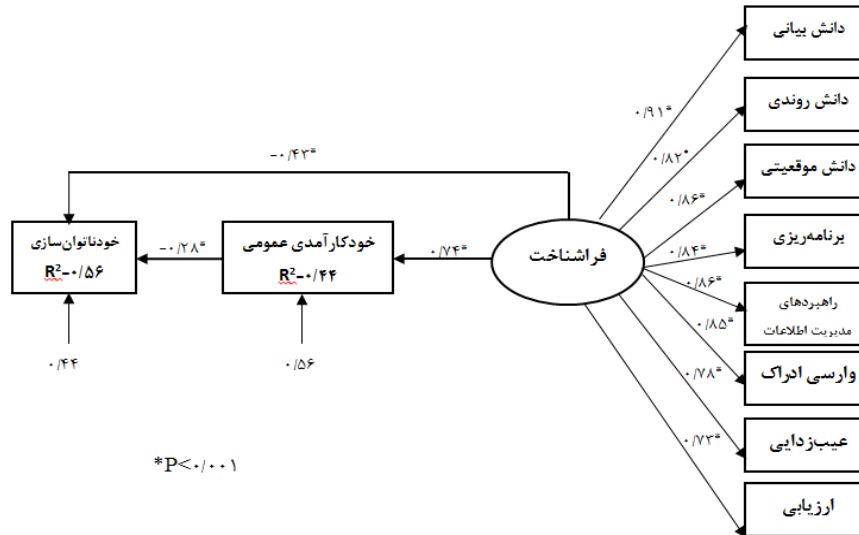 دانش بیانی
دانش روندی
دانش موقعیتی
برنامه‌ریزی
راهبردهای
مدیریت اطلاعات
وارسی ادراک
عیب‌زدایی
ارزیابی
۰/۹۱*
۰/۸۲*
۰/۸۶*
۰/۸۴*
۰/۸۶*
۰/۸۵*
۰/۷۸*
۰/۷۳*
فراشناخت
−۰/۴۳*
۰/۷۴*
خودکارآمدی عمومی
R²-۰/۴۴
۰/۵۶
−۰/۲۸*
خودناتوان‌سازی
R²-۰/۵۶
۰/۴۴
*P<۰/۰۰۱